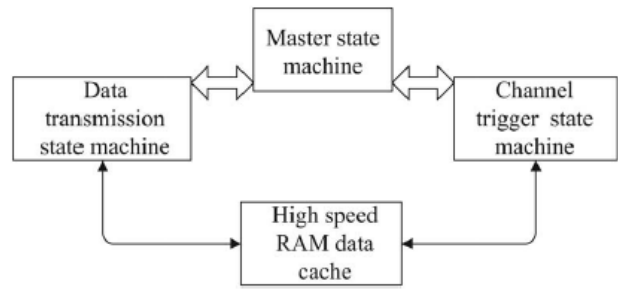 Master state
machine
Data
transmission
state machine
Channel
trigger state
machine
High speed
RAM data
cache